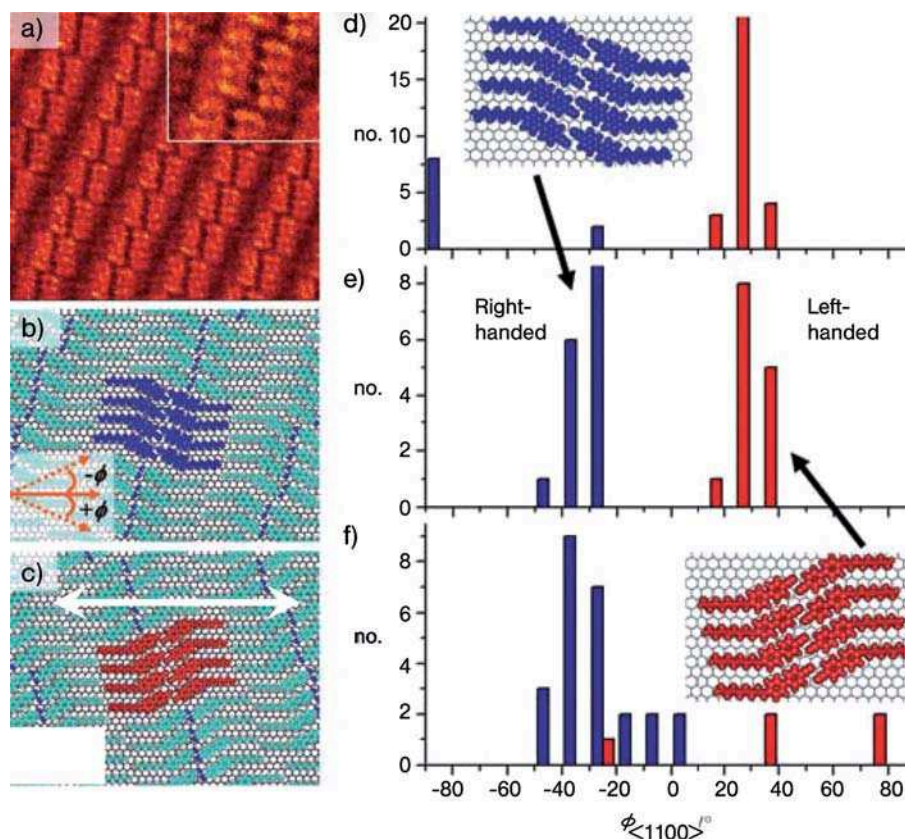 a)
b)
-ϕ
+ϕ
c)
d)
20
15
no. 10
5
0
e)
8
Right-handed
Left-handed
6
no. 4
2
0
f)
8
6
no.
4
2
0
-80 -60 -40 -20 0 20 40 60 80
ϕ<1100>/°